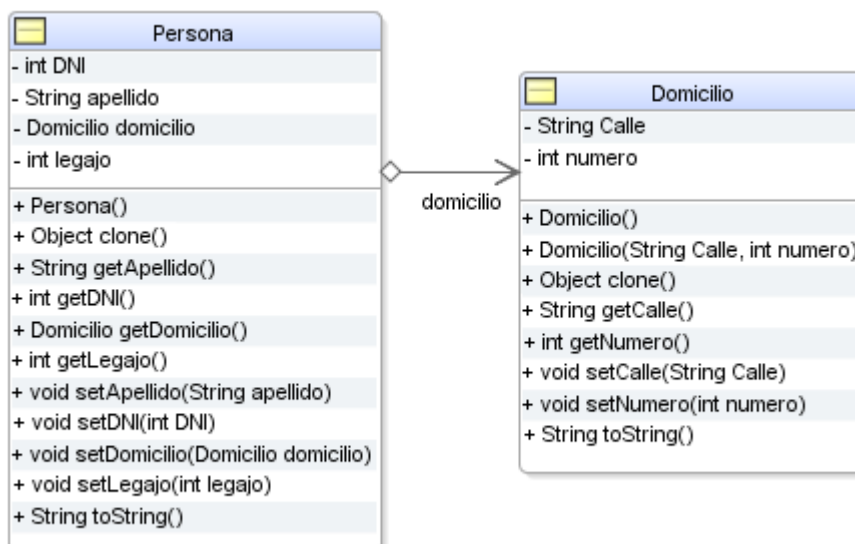 Persona
- int DNI
- String apellido
- Domicilio domicilio
- int legajo
+ Persona()
+ Object clone()
+ String getApellido()
+ int getDNI()
+ Domicilio getDomicilio()
+ int getLegajo()
+ void setApellido(String apellido)
+ void setDNI(int DNI)
+ void setDomicilio(Domicilio domicilio)
+ void setLegajo(int legajo)
+ String toString()
domicilio
Domicilio
- String Calle
- int numero
+ Domicilio()
+ Domicilio(String Calle, int numero)
+ Object clone()
+ String getCalle()
+ int getNumero()
+ void setCalle(String Calle)
+ void setNumero(int numero)
+ String toString()